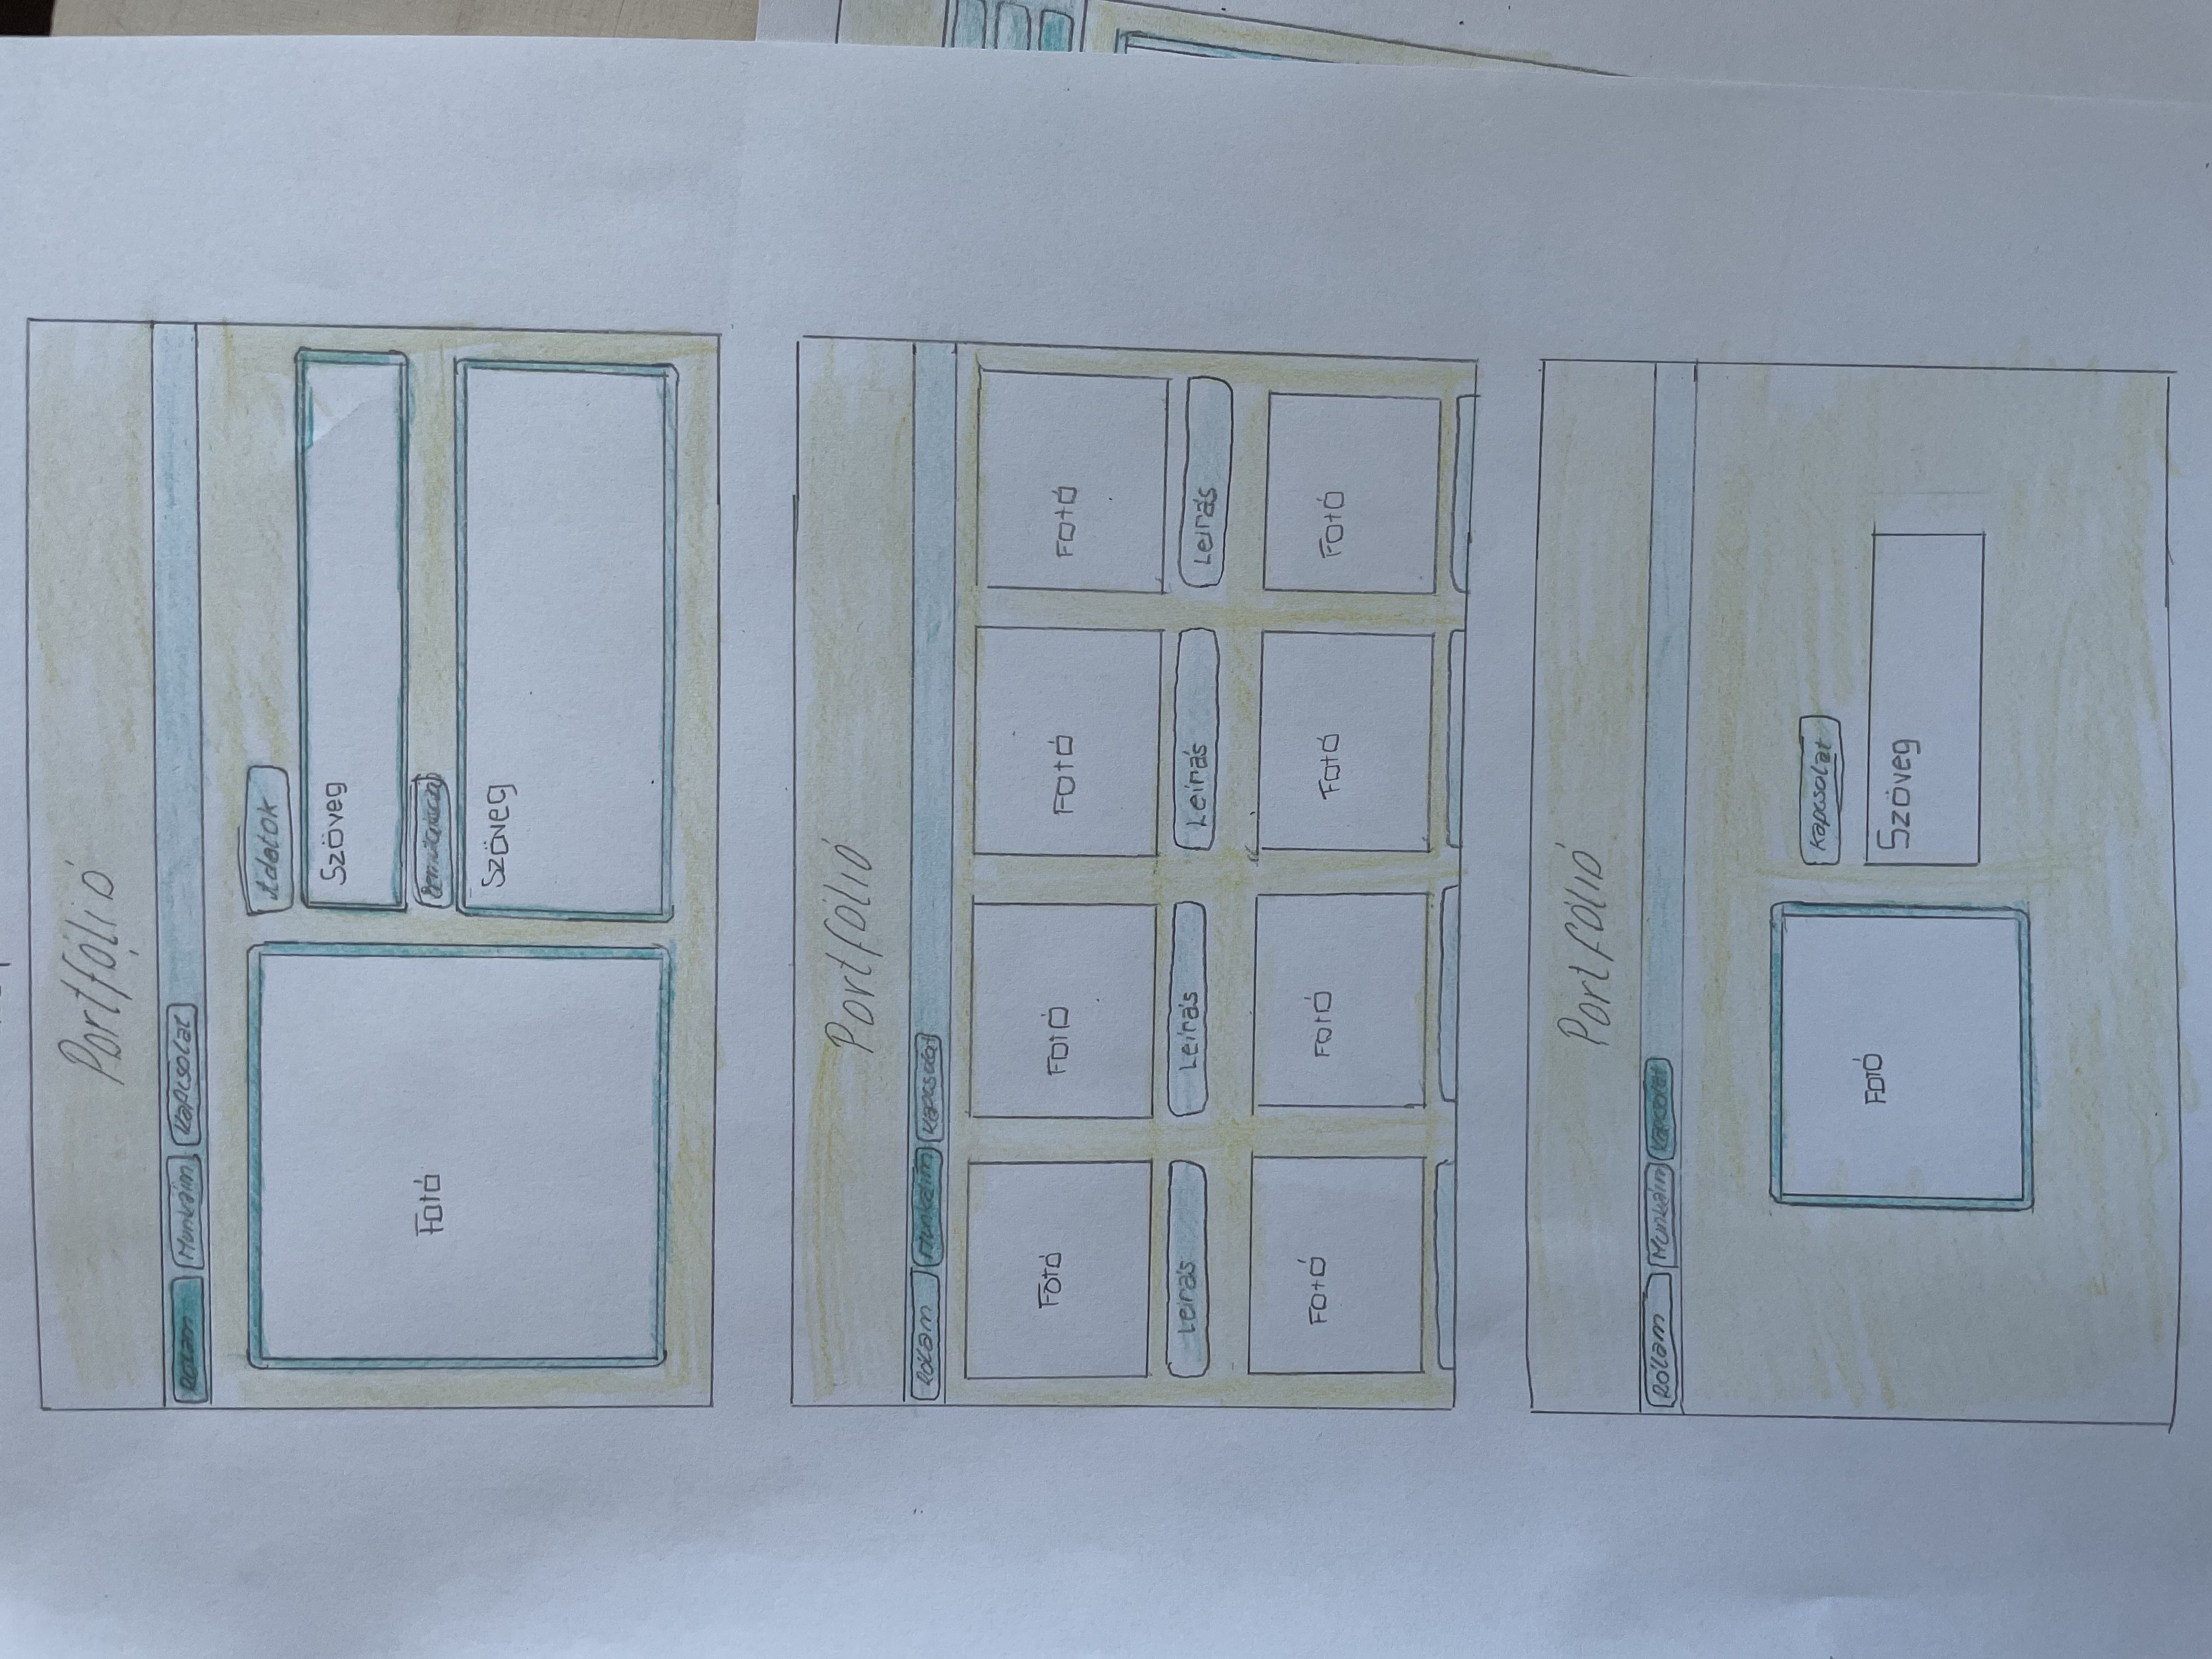 Portfólió
Rólam Munkáim Kapcsolat
Adatok
Szöveg
Fotó
Szöveg
Portfólió
Rólam Munkáim Kapcsolat
Fotó Fotó Fotó Fotó
Leírás Leírás Leírás Leírás
Fotó Fotó Fotó Fotó
Portfólió
Rólam Munkáim Kapcsolat
Kapcsolat
Fotó
Szöveg